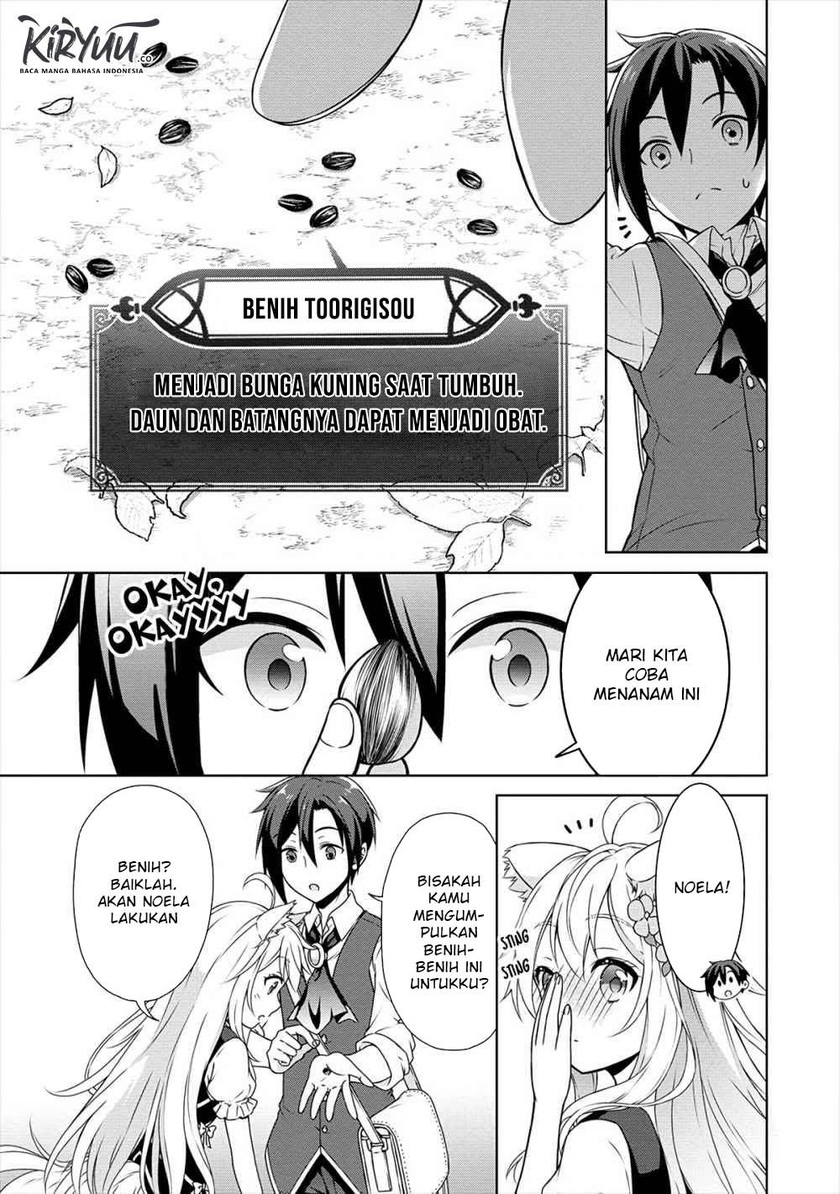 KIRYUU.CO
BACA MANGA BAHASA INDONESIA
BENIH TOORIGISOU
MENJADI BUNGA KUNING SAAT TUMBUH.
DAUN DAN BATANGNYA DAPAT MENJADI OBAT.
OKAY,
OKAYYYY
MARI KITA
COBA
MENANAM INI
NOELA!
STING
STING
BISAKAH
KAMU
MENGUM-
PULKAN
BENIH-
BENIH INI
UNTUKKU?
BENIH?
BAIKLAH.
AKAN NOELA
LAKUKAN